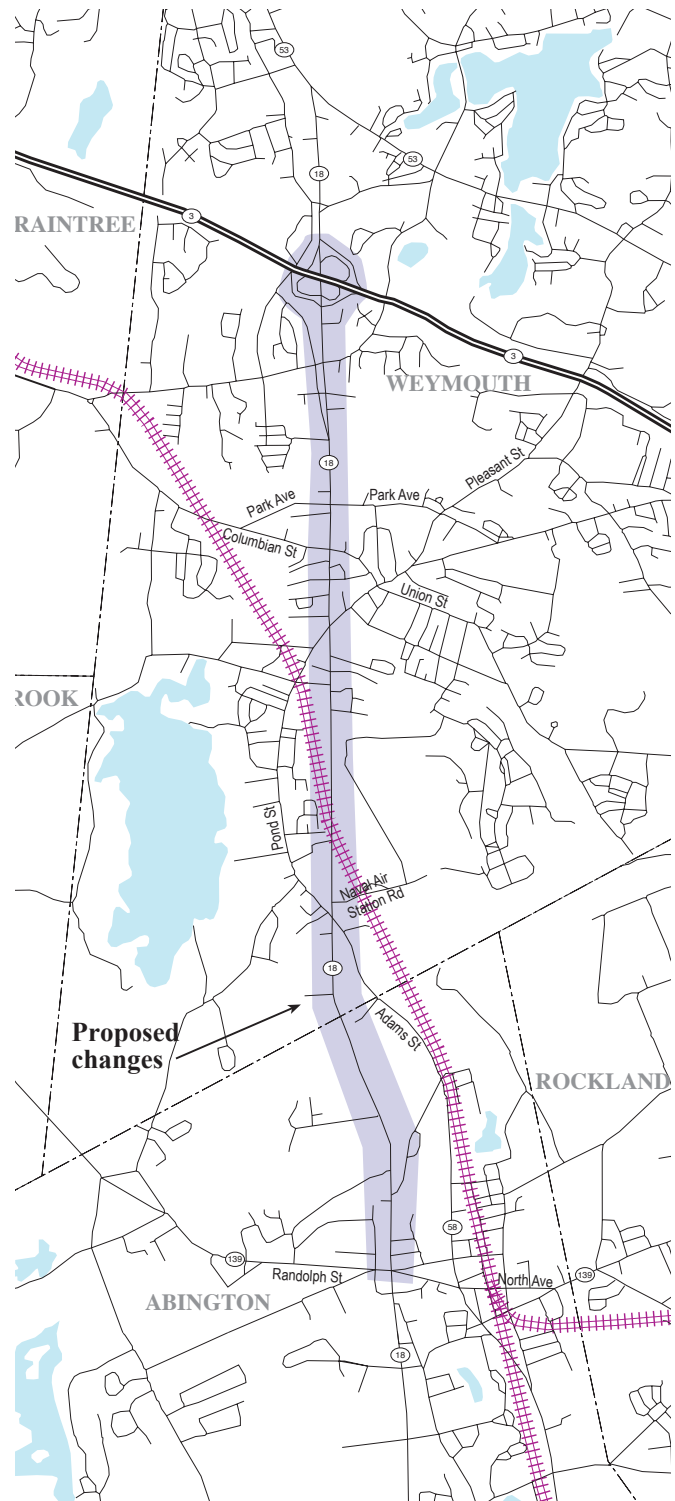 53
18
53
3
RAINTREE
3
WEYMOUTH
18
Pleasant St
Park Ave
Park Ave
Columbian St
Union St
ROOK
Pond St
Naval Air
Station Rd
18
Proposed
changes
Adams St
ROCKLAND
58
139
Randolph St
North Ave
139
ABINGTON
18